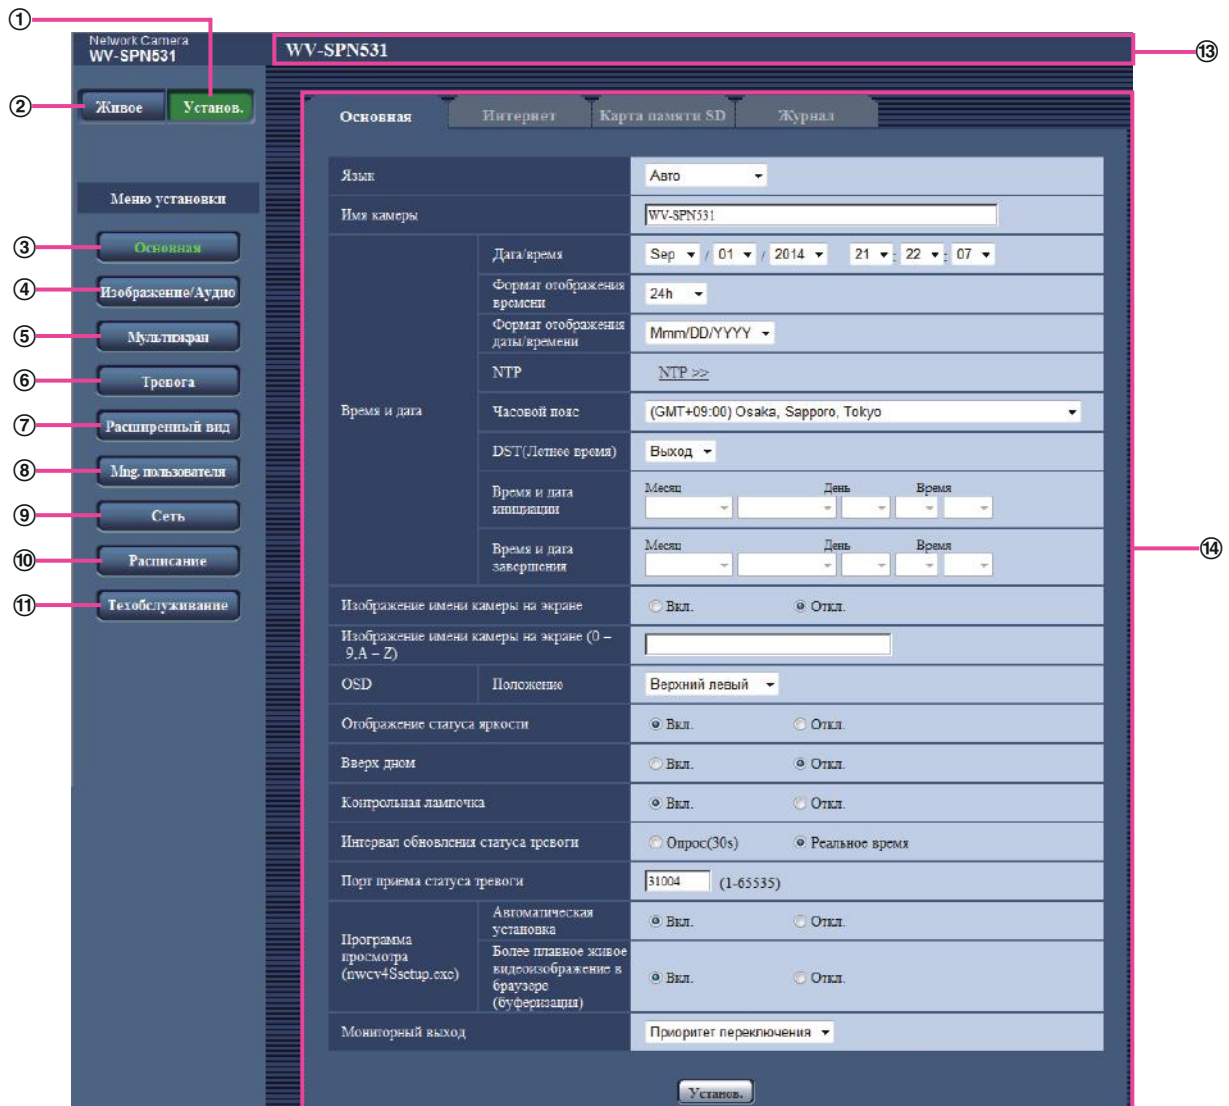 ①
Network Camera
WV-SPN531
WV-SPN531
⑬
②
Живое
Установ.
Основная
Интернет
Карта памяти SD
Журнал
Меню установки
③
Основная
④
Изображение/Аудио
⑤
Мультиэкран
⑥
Тревога
⑦
Расширенный вид
⑧
Mng. пользователя
⑨
Сеть
⑩
Расписание
⑪
Техобслуживание
Язык
Авто
Имя камеры
WV-SPN531
Время и дата
Дата/время
Sep / 01 / 2014 21 : 22 : 07
Формат отображения
времени
24h
Формат отображения
даты/времени
Mmm/DD/YYYY
NTP
NTP >>
Часовой пояс
(GMT+09:00) Osaka, Sapporo, Tokyo
DST(Летнее время)
Выход
Время и дата
инициации
Месяц День Время
Время и дата
завершения
Месяц День Время
⑭
Изображение имени камеры на экране
Вкл. Откл.
Изображение имени камеры на экране (0 –
9,A – Z)
OSD
Положение
Верхний левый
Отображение статуса яркости
Вкл. Откл.
Вверх дном
Вкл. Откл.
Контрольная лампочка
Вкл. Откл.
Интервал обновления статуса тревоги
Опрос(30s) Реальное время
Порт приема статуса тревоги
31004 (1-65535)
Программа
просмотра
(nwcv4Ssetup.exe)
Автоматическая
установка
Вкл. Откл.
Более плавное живое
видеоизображение в
браузере
(буферизация)
Вкл. Откл.
Мониторный выход
Приоритет переключения
Установ.